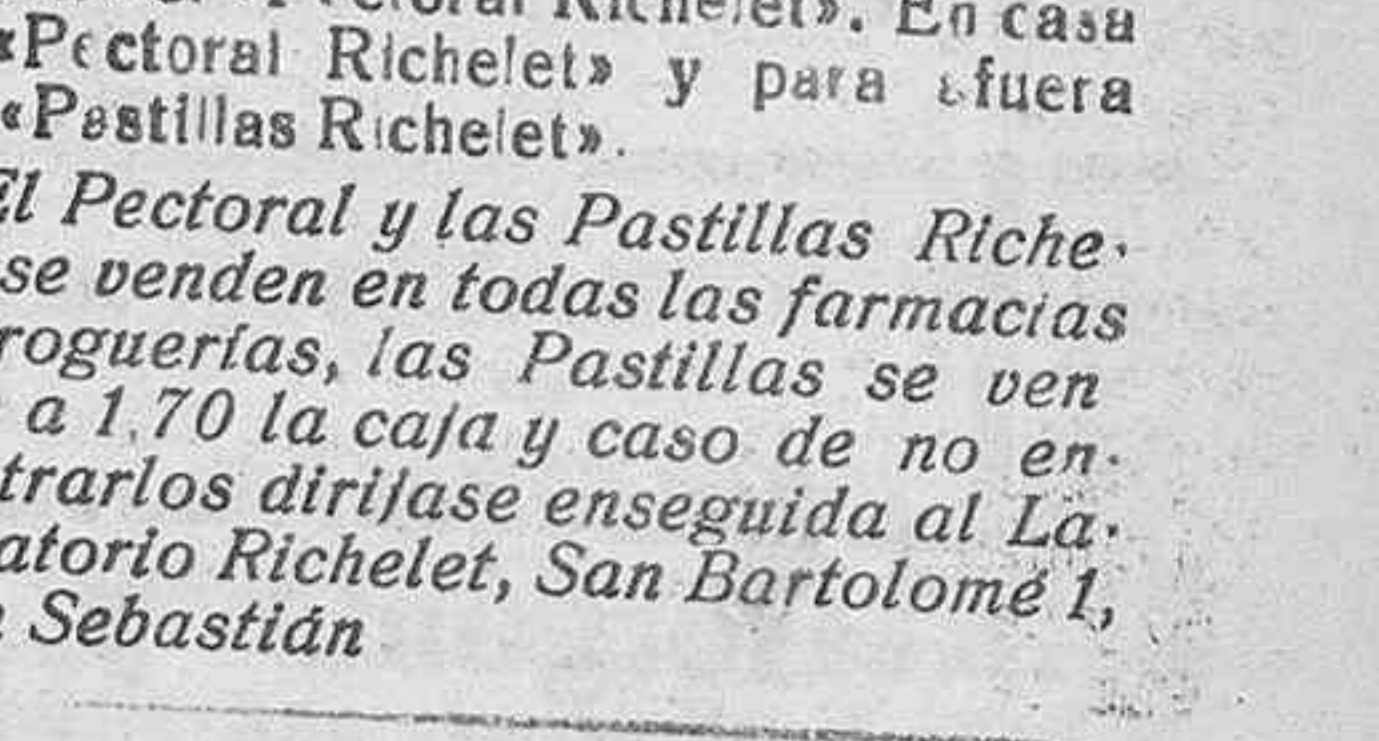 Pectoral Richelet». En casa
«Pectoral Richelet» y para afuera
«Pastillas Richelet».
El Pectoral y las Pastillas Riche-
se venden en todas las farmacias
roguerías, las Pastillas se ven
a 1,70 la caja y caso de no en-
trarlos diríjase enseguida al La-
atorio Richelet, San Bartolomé 1,
Sebastián